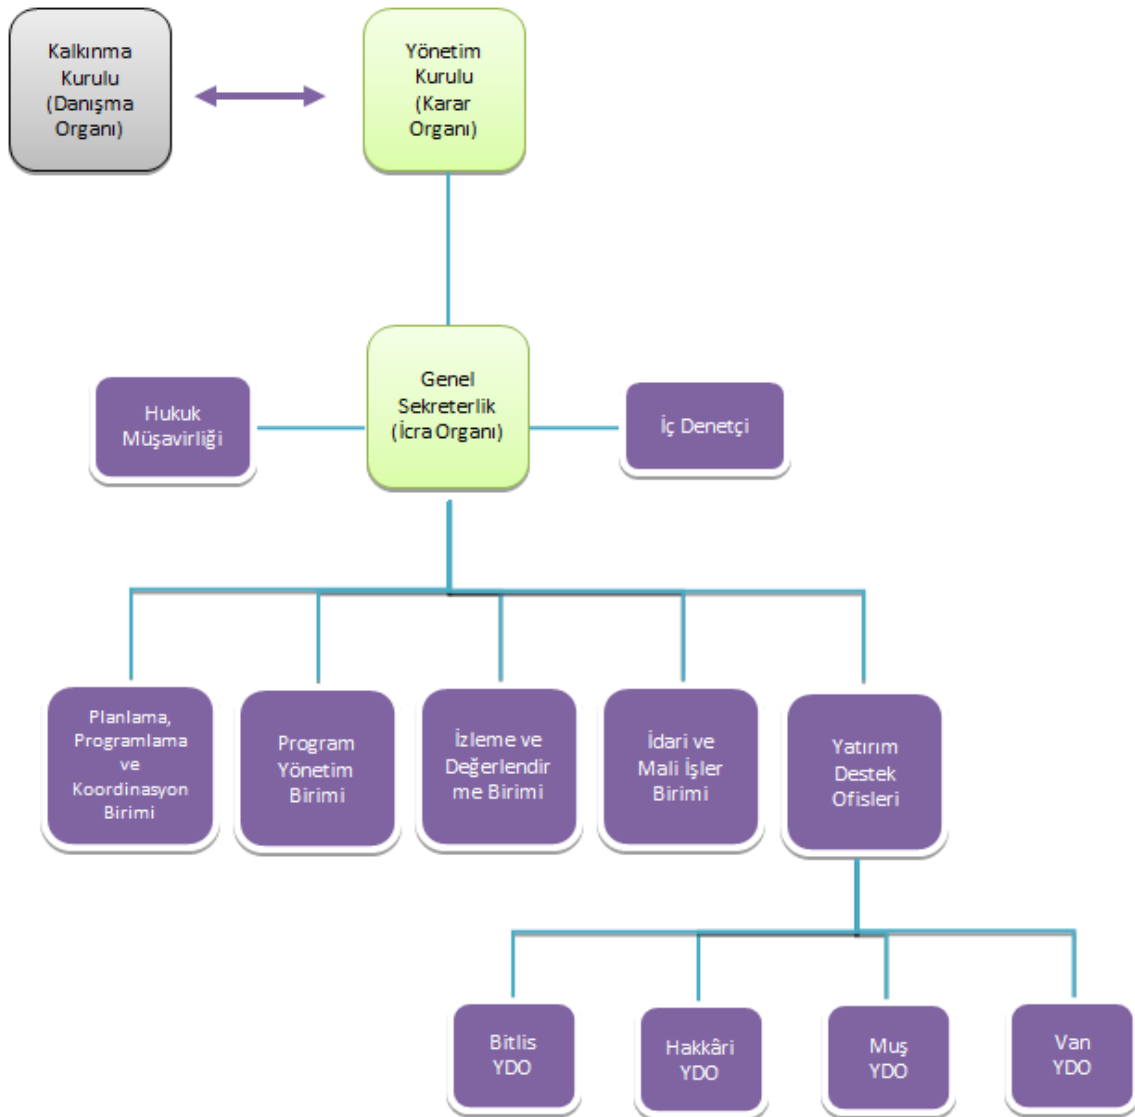 Kalkınma
Kurulu
(Danışma
Organı)
Yönetim
Kurulu
(Karar
Organı)
Genel
Sekreterlik
(İcra Organı)
Hukuk
Müşavirliği
İç Denetçi
Planlama,
Programlama
ve
Koordinasyon
Birimi
Program
Yönetim
Birimi
İzleme ve
Değerlendir
me Birimi
İdari ve
Mali İşler
Birimi
Yatırım
Destek
Ofisleri
Bitlis
YDO
Hakkâri
YDO
Muş
YDO
Van
YDO